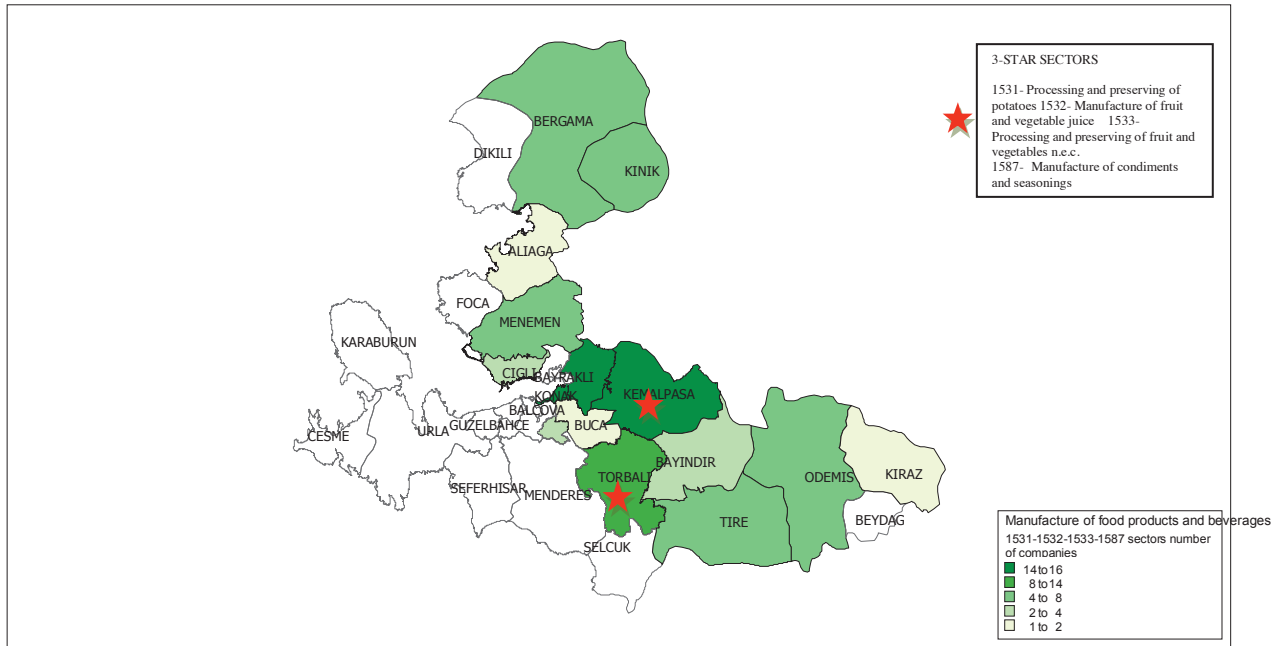 3-STAR SECTORS
1531- Processing and preserving of
potatoes 1532- Manufacture of fruit
and vegetable juice 1533-
Processing and preserving of fruit and
vegetables n.e.c.
1587- Manufacture of condiments
and seasonings
BERGAMA
DIKILI
KINIK
ALIAGA
FOCA
MENEMEN
KARABURUN
CIGLI
BAYRAKLI
KONAK
KEMALPASA
BALCOVA
CESME
URLA
GUZELBAHCE
BUCA
BAYINDIR
TORBALI
ODEMIS
KIRAZ
SEFERHISAR
MENDERES
TIRE
BEYDAG
SELCUK
Manufacture of food products and beverages
1531-1532-1533-1587 sectors number
of companies
14 to 16
8 to 14
4 to 8
2 to 4
1 to 2